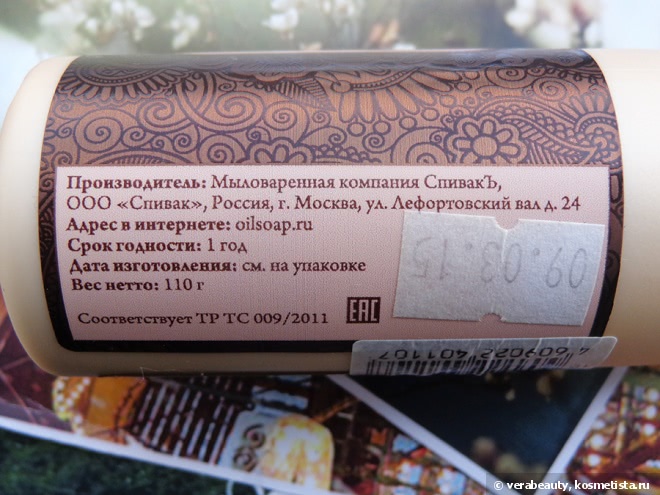 Производитель: Мыловаренная компания СпивакЪ,
ООО «Спивак», Россия, г. Москва, ул. Лефортовский вал д. 24
Адрес в интернете: oilsoap.ru
Срок годности: 1 год
Дата изготовления: см. на упаковке
Вес нетто: 110 г
Соответствует ТР ТС 009/2011
EAC
09.03.15
4609022401107
© verabeauty, kosmetista.ru